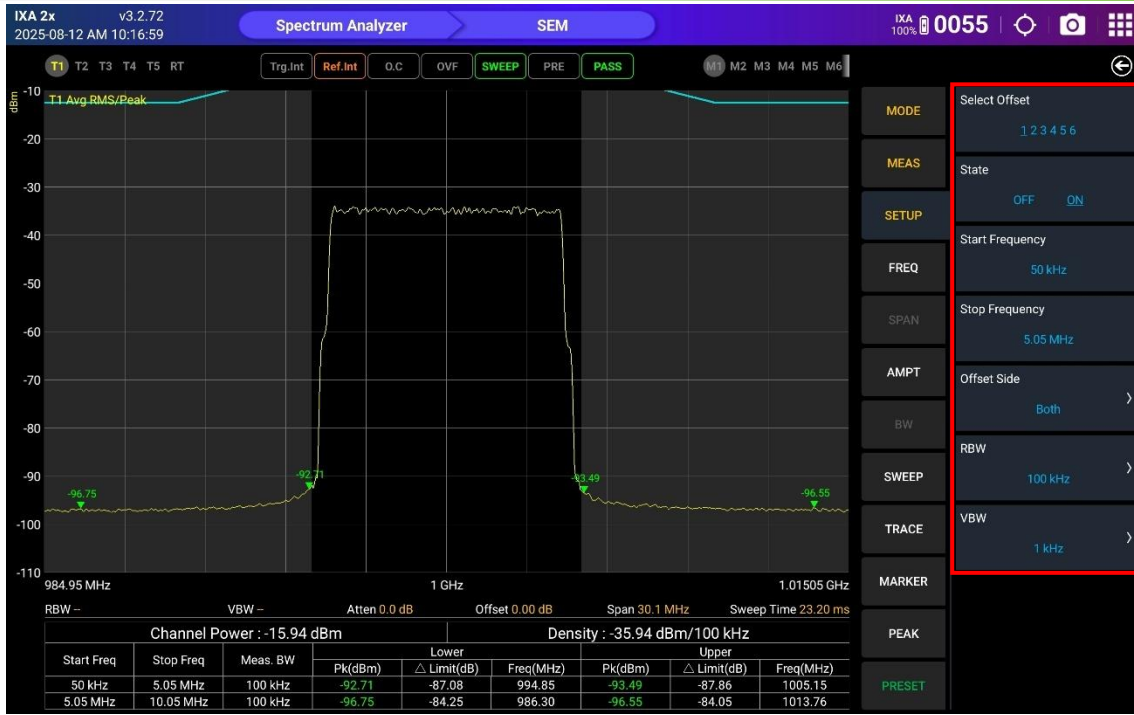 IXA 2x v3.2.72
2025-08-12 AM 10:16:59
Spectrum Analyzer SEM
IXA
100% 0055
T1 T2 T3 T4 T5 RT Trg.Int Ref.Int O.C OVF SWEEP PRE PASS M1 M2 M3 M4 M5 M6
dBm
T1 Avg RMS/Peak
-10
-20
-30
-40
-50
-60
-70
-80
-90
-100
-110
-96.75
-92.71
-93.49
-96.55
984.95 MHz 1 GHz 1.01505 GHz
RBW -- VBW -- Atten 0.0 dB Offset 0.00 dB Span 30.1 MHz Sweep Time 23.20 ms
Channel Power : -15.94 dBm Density : -35.94 dBm/100 kHz
Start Freq Stop Freq Meas. BW Lower Upper
Pk(dBm) △ Limit(dB) Freq(MHz) Pk(dBm) △ Limit(dB) Freq(MHz)
50 kHz 5.05 MHz 100 kHz -92.71 -87.08 994.85 -93.49 -87.86 1005.15
5.05 MHz 10.05 MHz 100 kHz -96.75 -84.25 986.30 -96.55 -84.05 1013.76
MODE
MEAS
SETUP
FREQ
SPAN
AMPT
BW
SWEEP
TRACE
MARKER
PEAK
PRESET
Select Offset
1 2 3 4 5 6
State
OFF ON
Start Frequency
50 kHz
Stop Frequency
5.05 MHz
Offset Side
Both
RBW
100 kHz
VBW
1 kHz